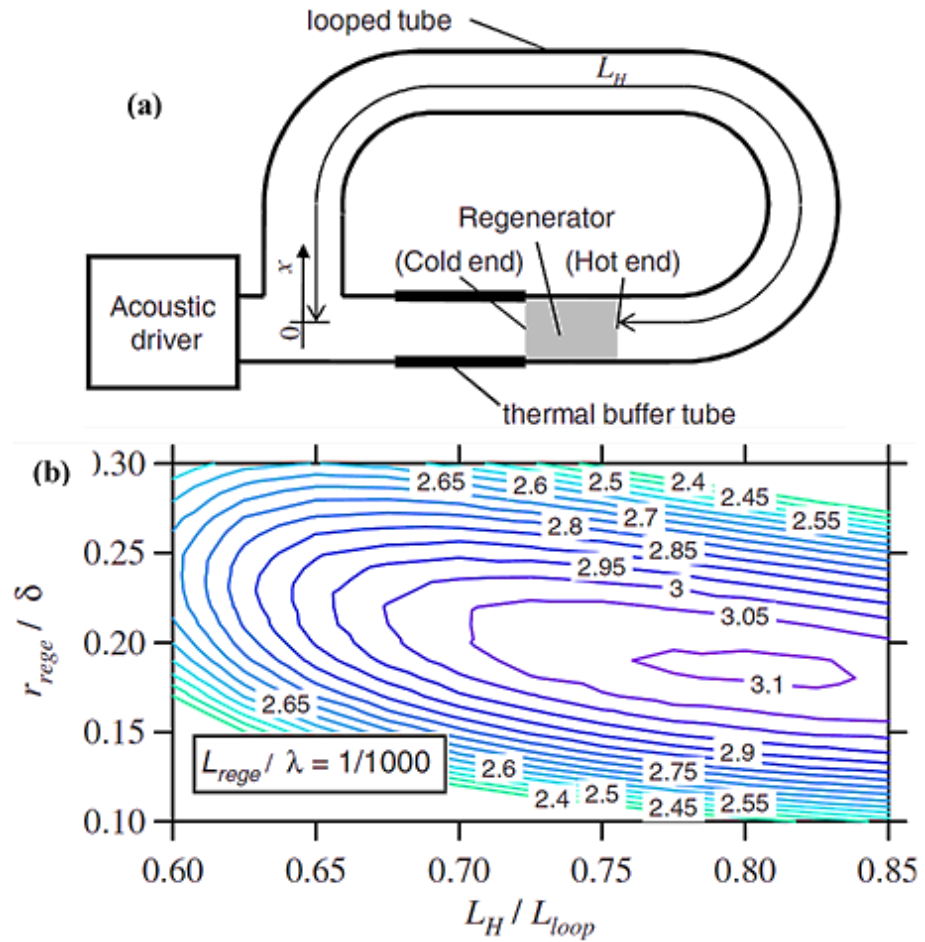 looped tube
L_H
(a)
Regenerator
(Cold end)
(Hot end)
x
0
Acoustic
driver
thermal buffer tube
(b)
).30
0.25
0.20
0.15
0.10
r_rege / δ
2.65
2.6
2.5
2.4
2.45
2.55
2.8
2.7
2.85
2.95
3
3.05
3.1
2.65
2.9
2.75
2.6
2.4
2.5
2.45
2.55
L_rege / λ = 1/1000
0.60
0.65
0.70
0.75
0.80
0.85
L_H / L_loop